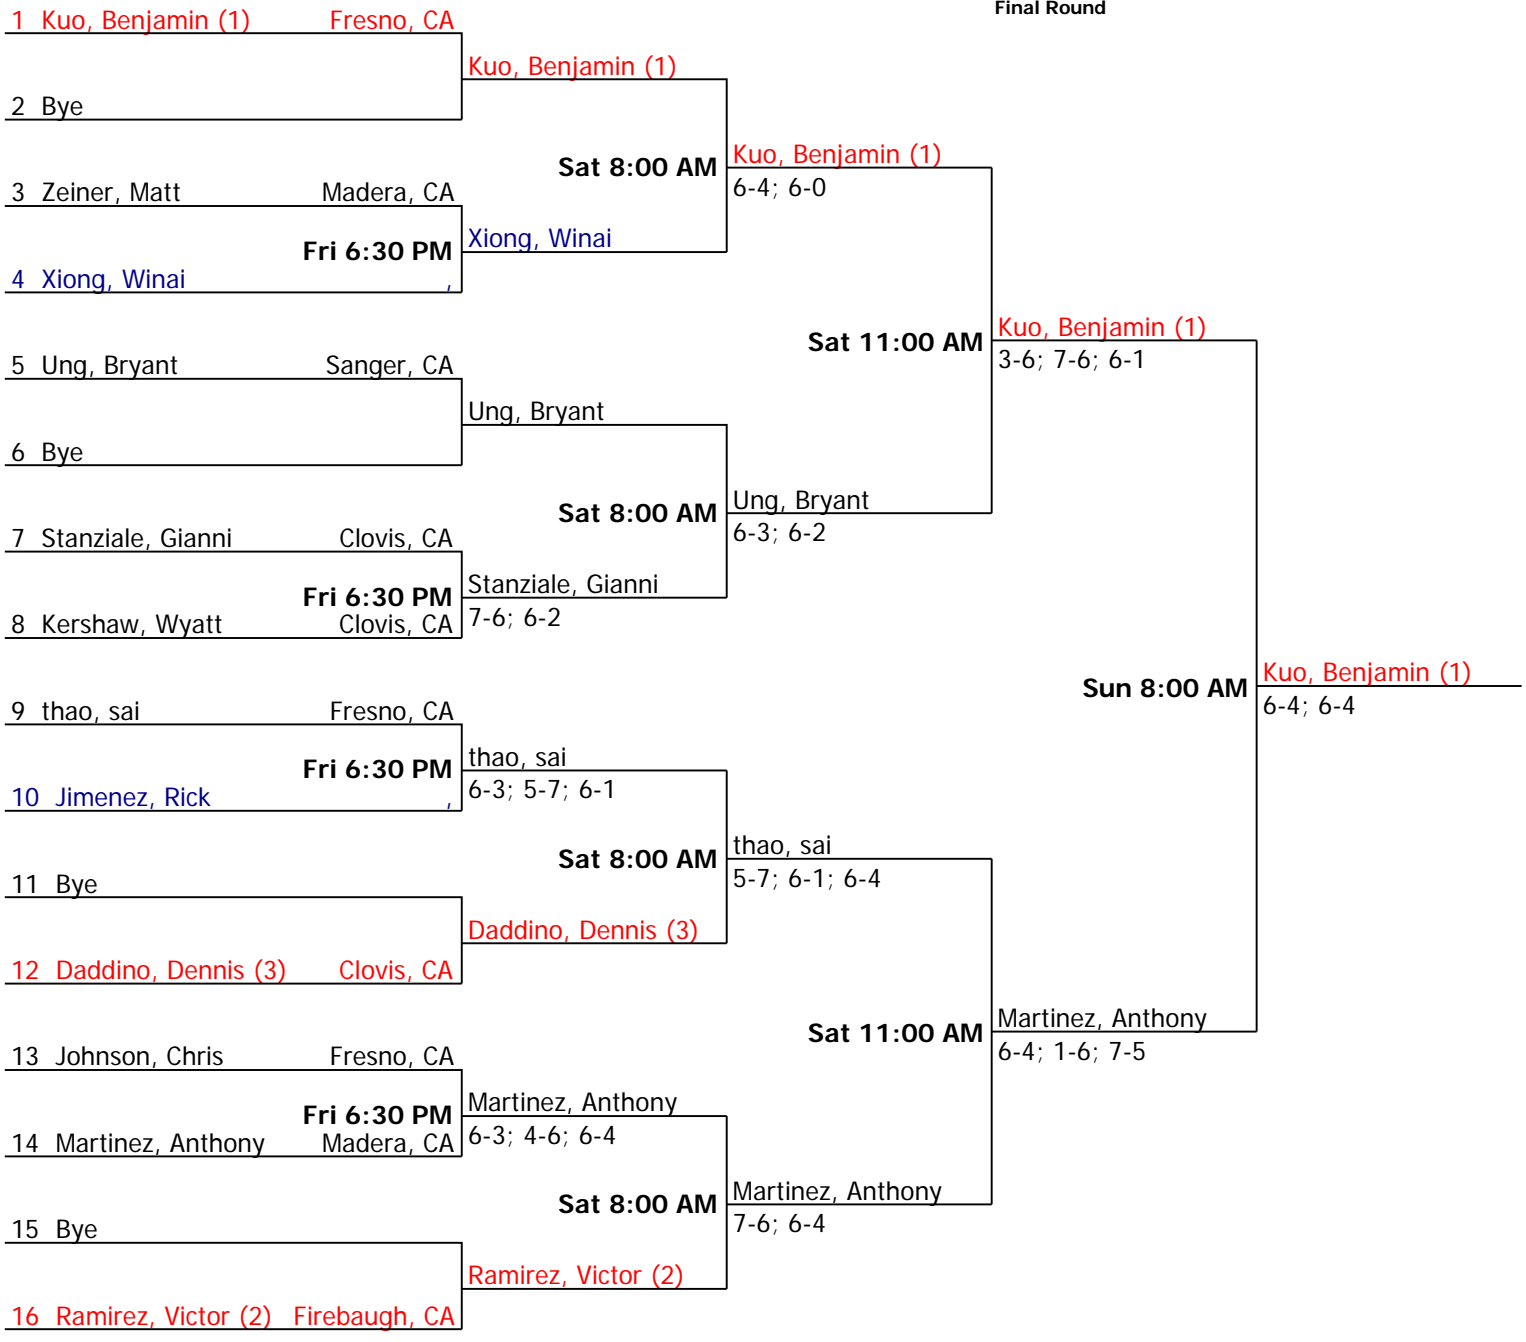 Final Round
1 Kuo, Benjamin (1) Fresno, CA
Kuo, Benjamin (1)
2 Bye
Sat 8:00 AM
Kuo, Benjamin (1)
6-4; 6-0
3 Zeiner, Matt Madera, CA
Fri 6:30 PM
Xiong, Winai
4 Xiong, Winai ,
Sat 11:00 AM
Kuo, Benjamin (1)
3-6; 7-6; 6-1
5 Ung, Bryant Sanger, CA
Ung, Bryant
6 Bye
Sat 8:00 AM
Ung, Bryant
6-3; 6-2
7 Stanziale, Gianni Clovis, CA
Fri 6:30 PM
Stanziale, Gianni
7-6; 6-2
8 Kershaw, Wyatt Clovis, CA
Sun 8:00 AM
Kuo, Benjamin (1)
6-4; 6-4
9 thao, sai Fresno, CA
Fri 6:30 PM
thao, sai
6-3; 5-7; 6-1
10 Jimenez, Rick ,
Sat 8:00 AM
thao, sai
5-7; 6-1; 6-4
11 Bye
Daddino, Dennis (3)
12 Daddino, Dennis (3) Clovis, CA
Sat 11:00 AM
Martinez, Anthony
6-4; 1-6; 7-5
13 Johnson, Chris Fresno, CA
Fri 6:30 PM
Martinez, Anthony
6-3; 4-6; 6-4
14 Martinez, Anthony Madera, CA
Sat 8:00 AM
Martinez, Anthony
7-6; 6-4
15 Bye
Ramirez, Victor (2)
16 Ramirez, Victor (2) Firebaugh, CA